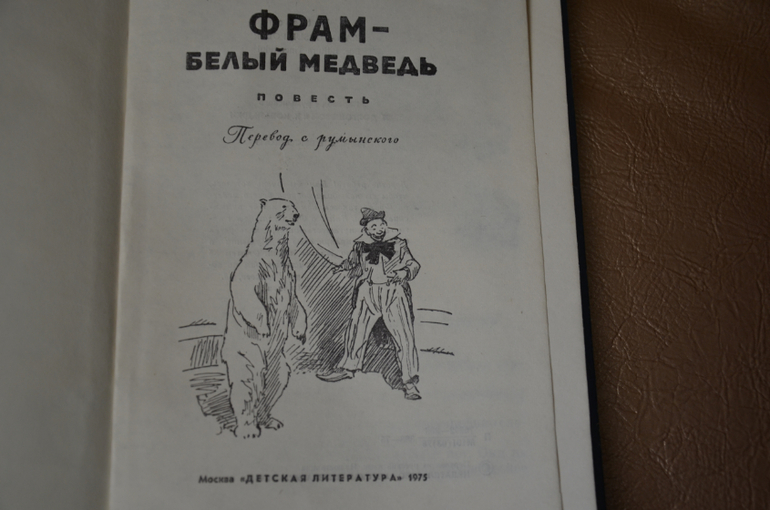 ФРАМ–
БЕЛЫЙ МЕДВЕДЬ
ПОВЕСТЬ
Перевод с румынского
Москва «ДЕТСКАЯ ЛИТЕРАТУРА» 1975